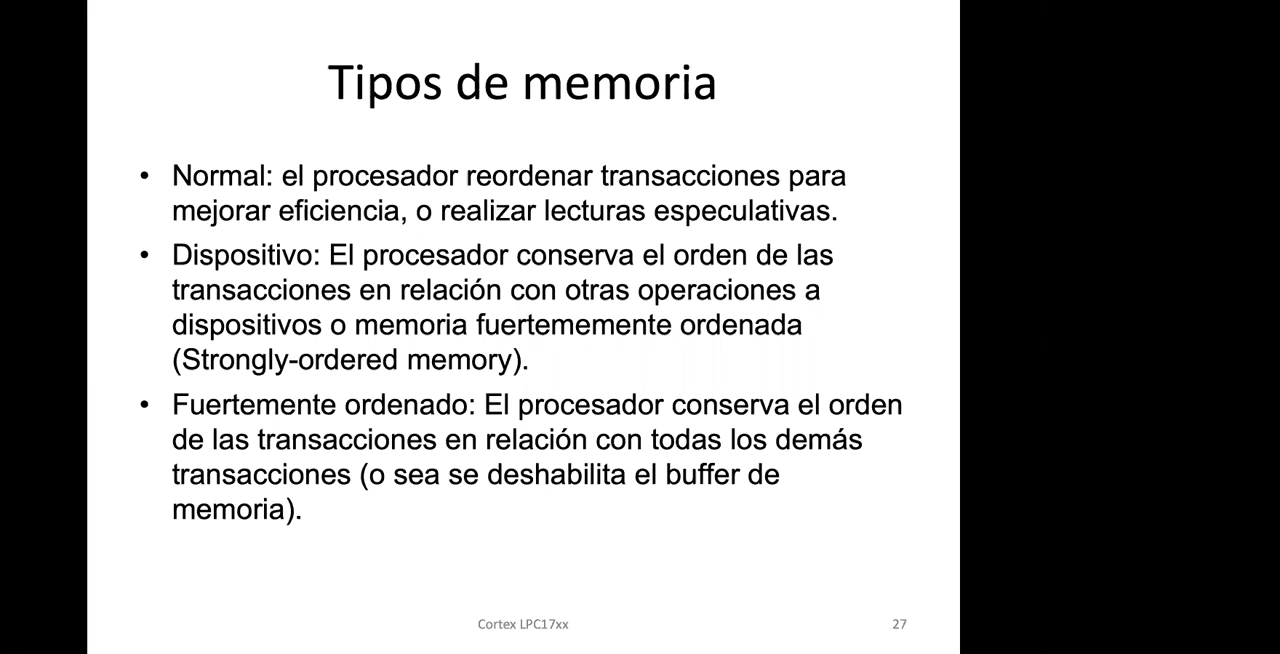 Tipos de memoria
• Normal: el procesador reordenar transacciones para
mejorar eficiencia, o realizar lecturas especulativas.
• Dispositivo: El procesador conserva el orden de las
transacciones en relación con otras operaciones a
dispositivos o memoria fuertememente ordenada
(Strongly-ordered memory).
• Fuertemente ordenado: El procesador conserva el orden
de las transacciones en relación con todas los demás
transacciones (o sea se deshabilita el buffer de
memoria).
Cortex LPC17xx
27